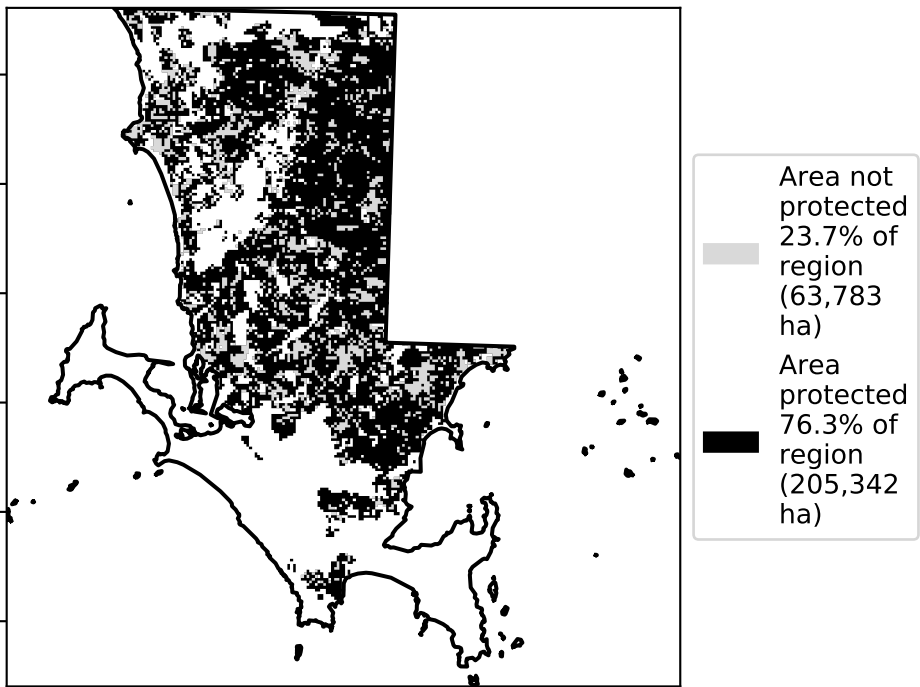 Area not
protected
23.7% of
region
(63,783
ha)
Area
protected
76.3% of
region
(205,342
ha)